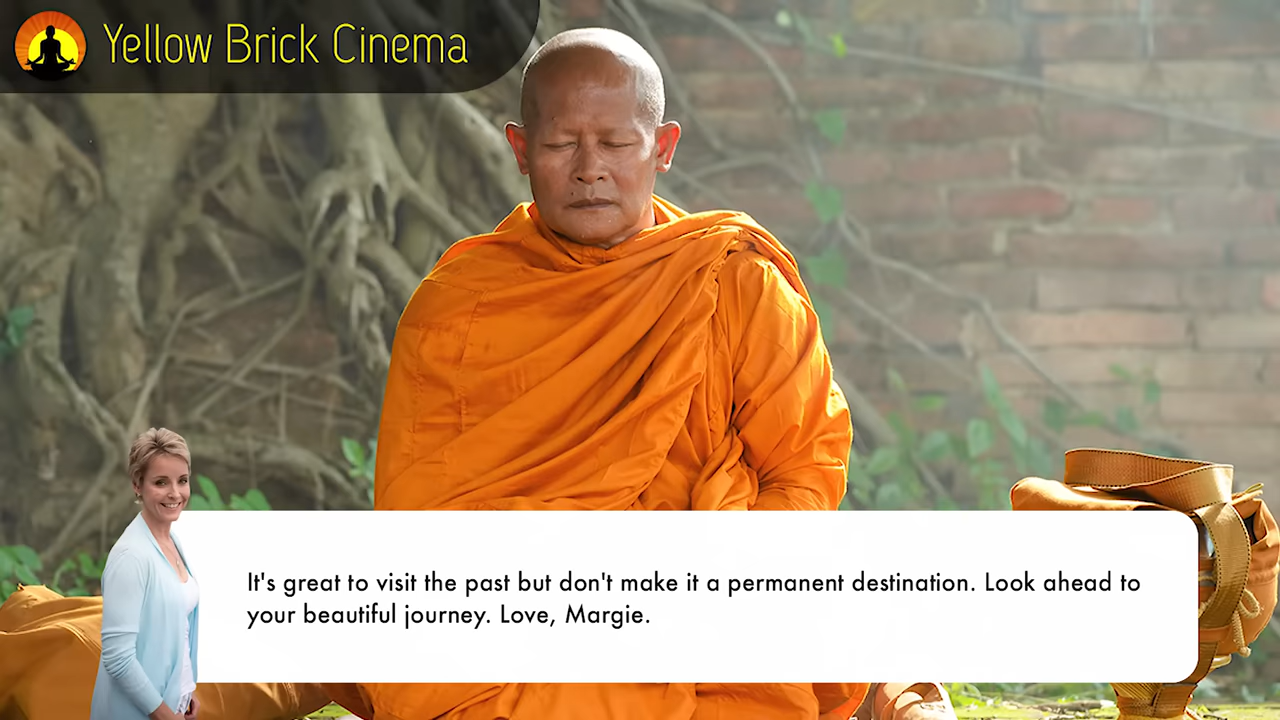 Yellow Brick Cinema
It's great to visit the past but don't make it a permanent destination. Look ahead to
your beautiful journey. Love, Margie.